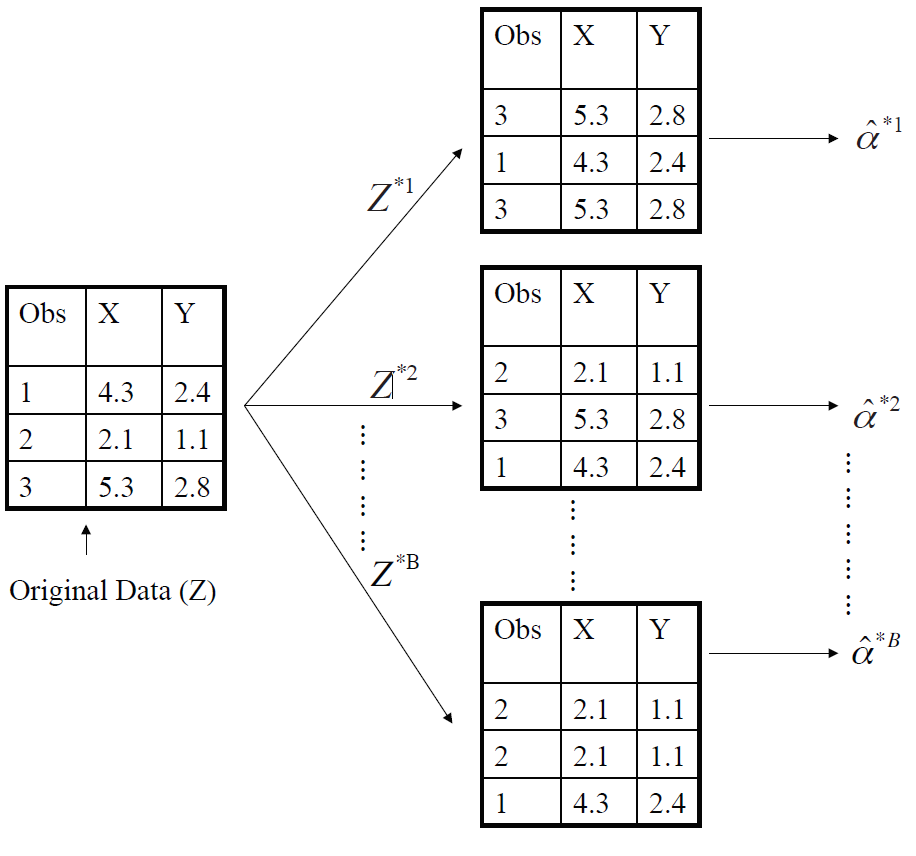 Obs X Y
3 5.3 2.8
1 4.3 2.4
3 5.3 2.8
α̂*1
Z*1
Obs X Y
1 4.3 2.4
2 2.1 1.1
3 5.3 2.8
Original Data (Z)
Z*2
Obs X Y
2 2.1 1.1
3 5.3 2.8
1 4.3 2.4
α̂*2
Z*B
Obs X Y
2 2.1 1.1
2 2.1 1.1
1 4.3 2.4
α̂*B